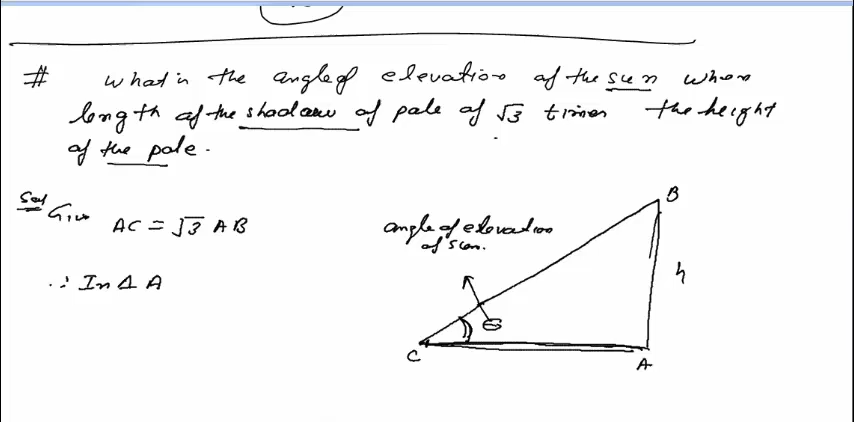 # What is the angle of elevation of the sun when
length of the shadow of pole of √3 times the height
of the pole.
Sol Given AC = √3 AB
∴ In Δ A
angle of elevation
of sun.
B
h
θ
C
A